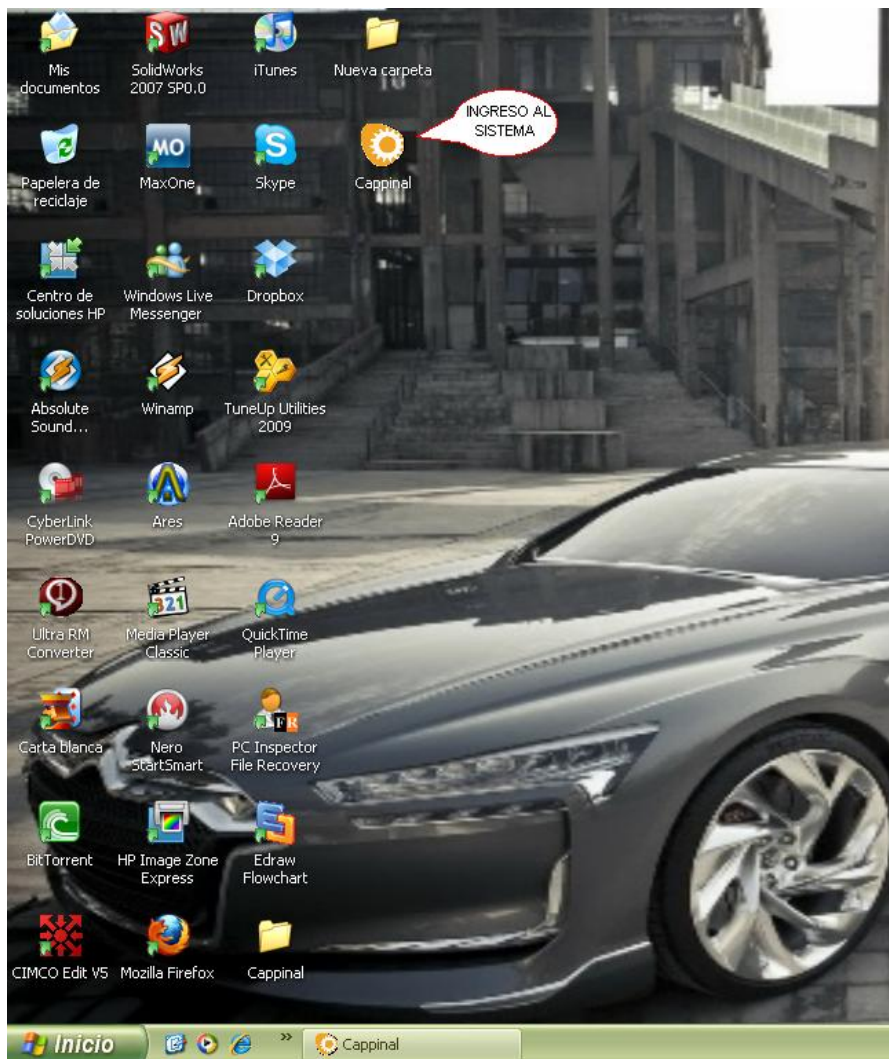 Mis
documentos
SolidWorks
2007 SP0.0
iTunes
Nueva carpeta
INGRESO AL
SISTEMA
Papelera de
reciclaje
MaxOne
Skype
Cappinal
Centro de
soluciones HP
Windows Live
Messenger
Dropbox
Absolute
Sound...
Winamp
TuneUp Utilities
2009
CyberLink
PowerDVD
Ares
Adobe Reader
9
Ultra RM
Converter
Media Player
Classic
QuickTime
Player
Carta blanca
Nero
StartSmart
PC Inspector
File Recovery
BitTorrent
HP Image Zone
Express
Edraw
Flowchart
CIMCO Edit V5
Mozilla Firefox
Cappinal
Inicio
»
Cappinal